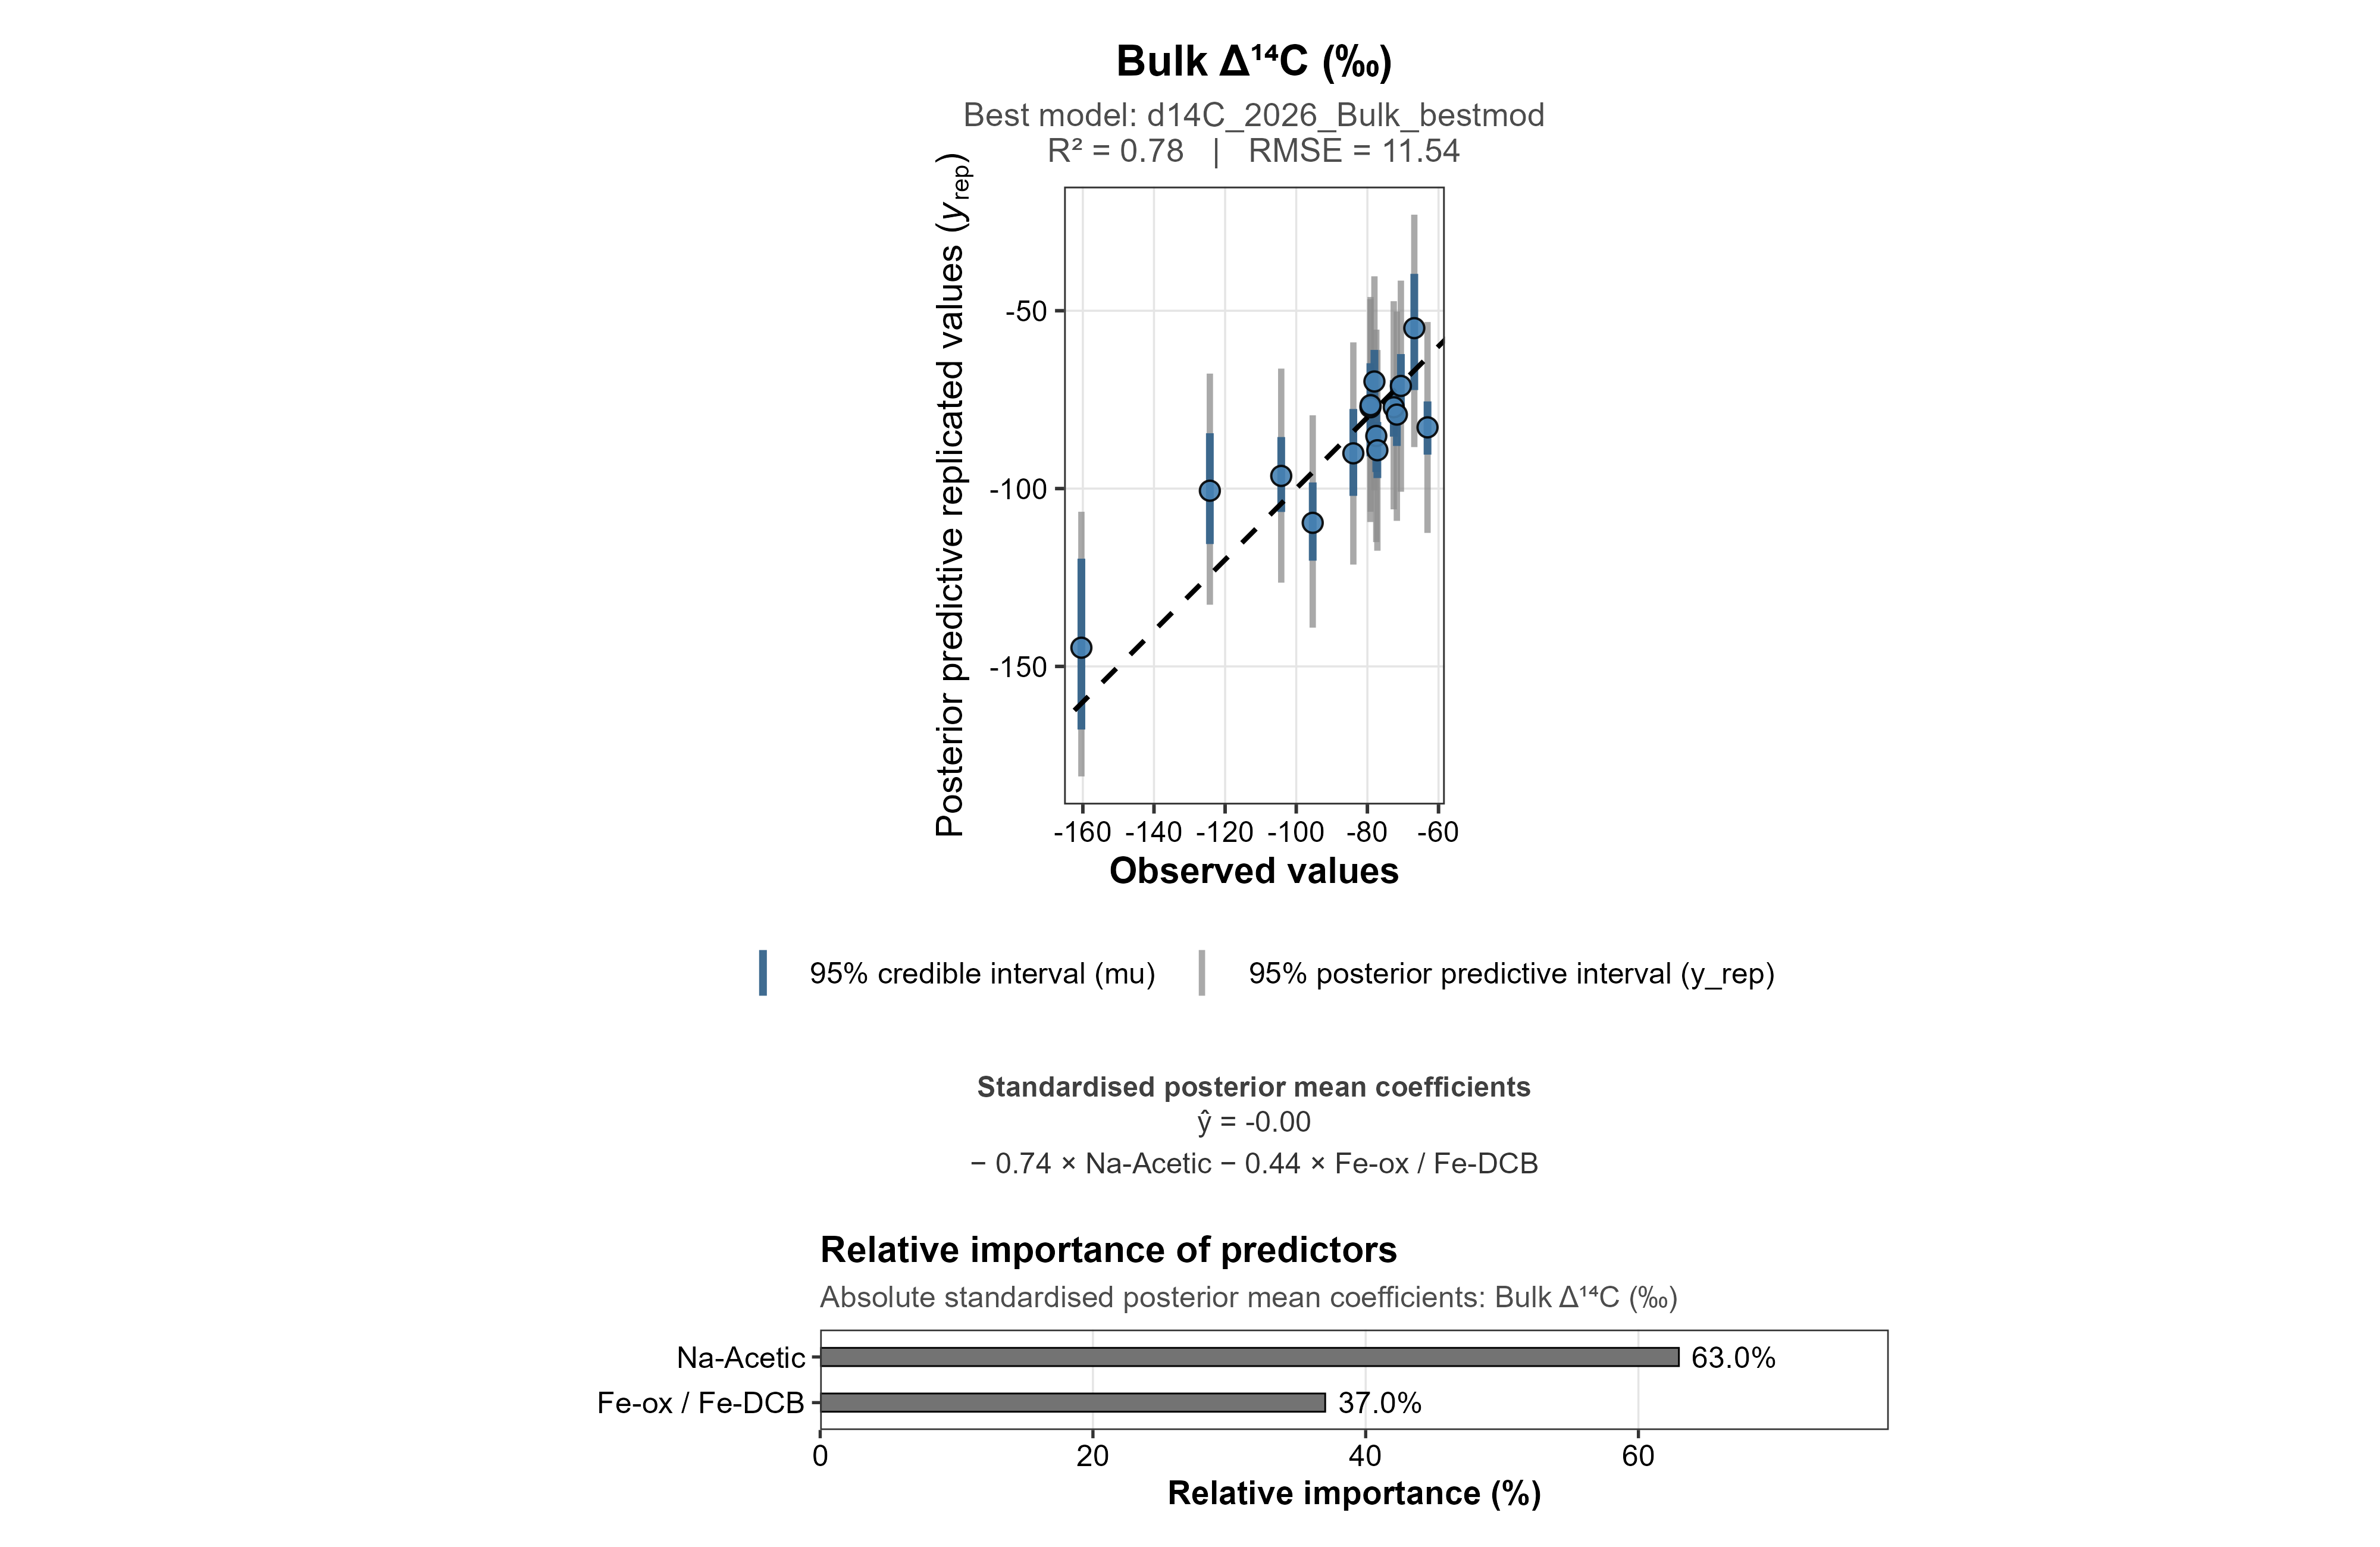 Bulk Δ¹⁴C (‰)
Best model: d14C_2026_Bulk_bestmod
R² = 0.78 | RMSE = 11.54
Posterior predictive replicated values (y rep)
-50
-100
-150
-160 -140 -120 -100 -80 -60
Observed values
95% credible interval (mu) 95% posterior predictive interval (y_rep)
Standardised posterior mean coefficients
ŷ = -0.00
− 0.74 × Na-Acetic − 0.44 × Fe-ox / Fe-DCB
Relative importance of predictors
Absolute standardised posterior mean coefficients: Bulk Δ¹⁴C (‰)
Na-Acetic 63.0%
Fe-ox / Fe-DCB 37.0%
0 20 40 60
Relative importance (%)